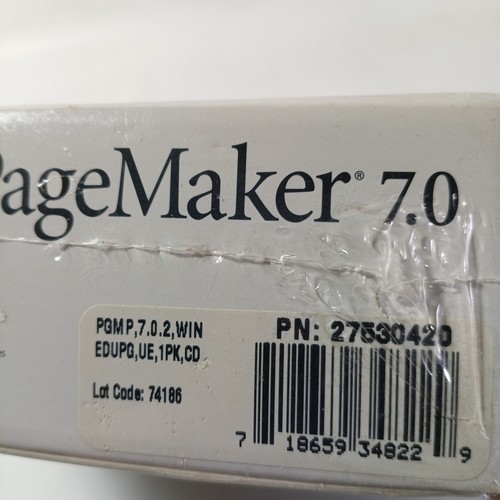 PageMaker® 7.0
PGMP,7.0.2,WIN
EDUPG,UE,1PK,CD
Lot Code: 74186
PN: 27530420
7 18659 34822 9